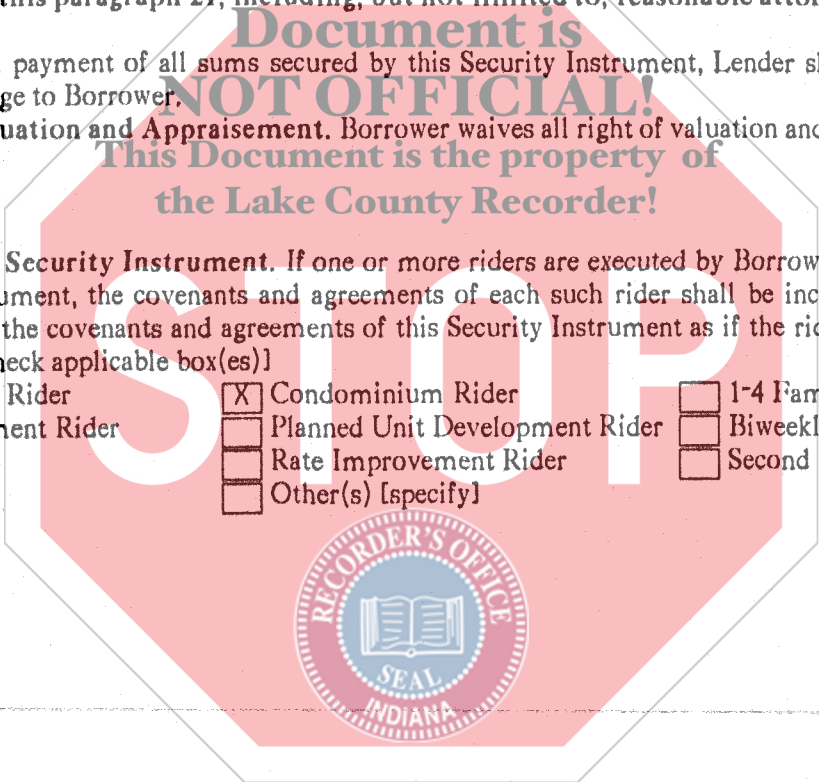 this paragraph 21, including, but not limited to, reasonable attor
Document is
payment of all sums secured by this Security Instrument, Lender s
ge to Borrower.
NOT OFFICIAL!
uation and Appraisement. Borrower waives all right of valuation and
This Document is the property of
the Lake County Recorder!
Security Instrument. If one or more riders are executed by Borrow
ument, the covenants and agreements of each such rider shall be inc
the covenants and agreements of this Security Instrument as if the ri
eck applicable box(es)]
Rider X Condominium Rider 1-4 Fam
ent Rider Planned Unit Development Rider Biweekl
Rate Improvement Rider Second
Other(s) [specify]
STOP
RECORDER'S OFFICE
SEAL
INDIANA